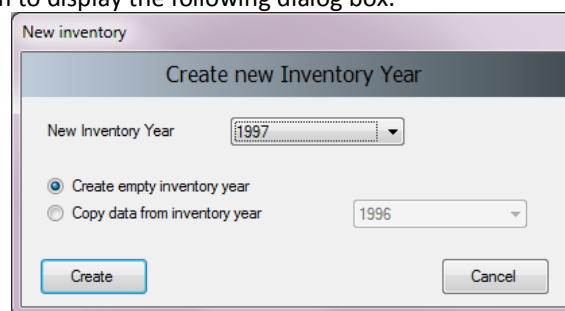 to display the following dialog box.
New inventory
Create new Inventory Year
New Inventory Year 1997
Create empty inventory year
Copy data from inventory year 1996
Create Cancel